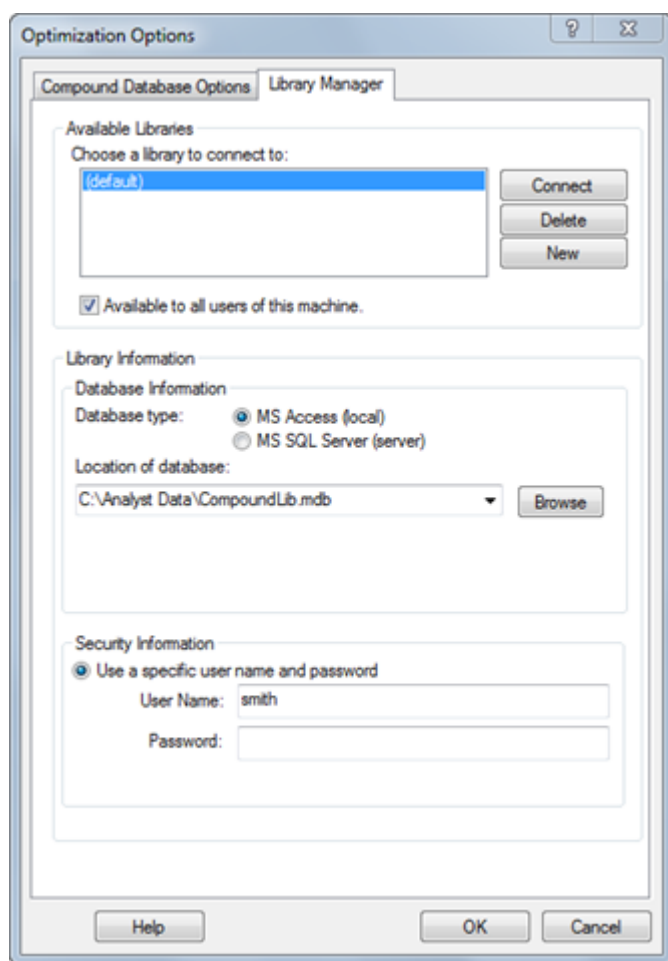 Optimization Options
Compound Database Options Library Manager
Available Libraries
Choose a library to connect to:
(default)
Connect
Delete
New
Available to all users of this machine.
Library Information
Database Information
Database type: MS Access (local)
MS SQL Server (server)
Location of database:
C:\Analyst Data\CompoundLib.mdb Browse
Security Information
Use a specific user name and password
User Name: smith
Password:
Help OK Cancel